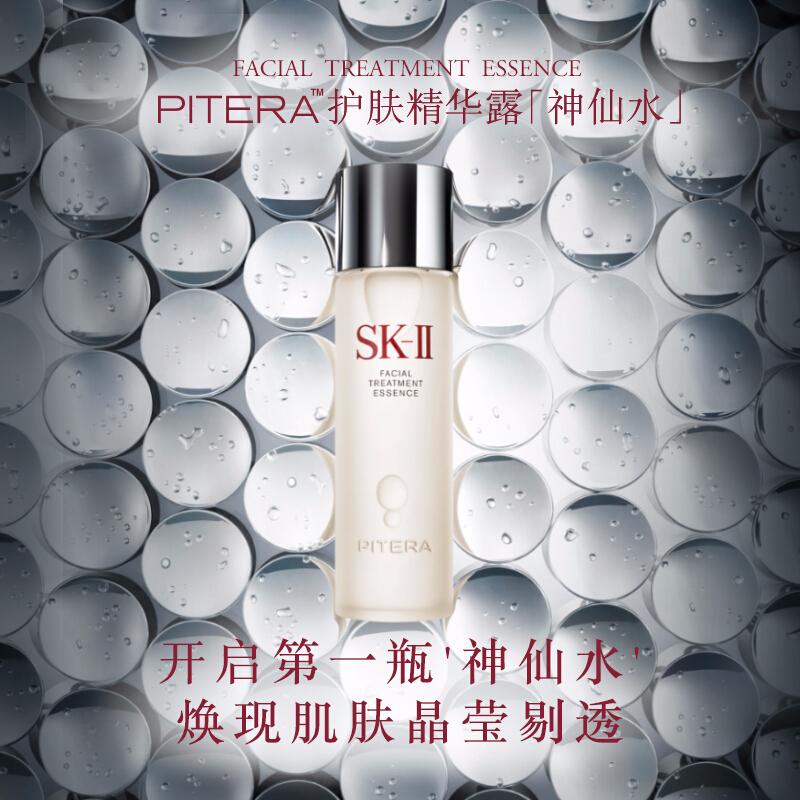 FACIAL TREATMENT ESSENCE
PITERA™护肤精华露「神仙水」
SK-II
FACIAL
TREATMENT
ESSENCE
PITERA
开启第一瓶'神仙水'
焕现肌肤晶莹剔透